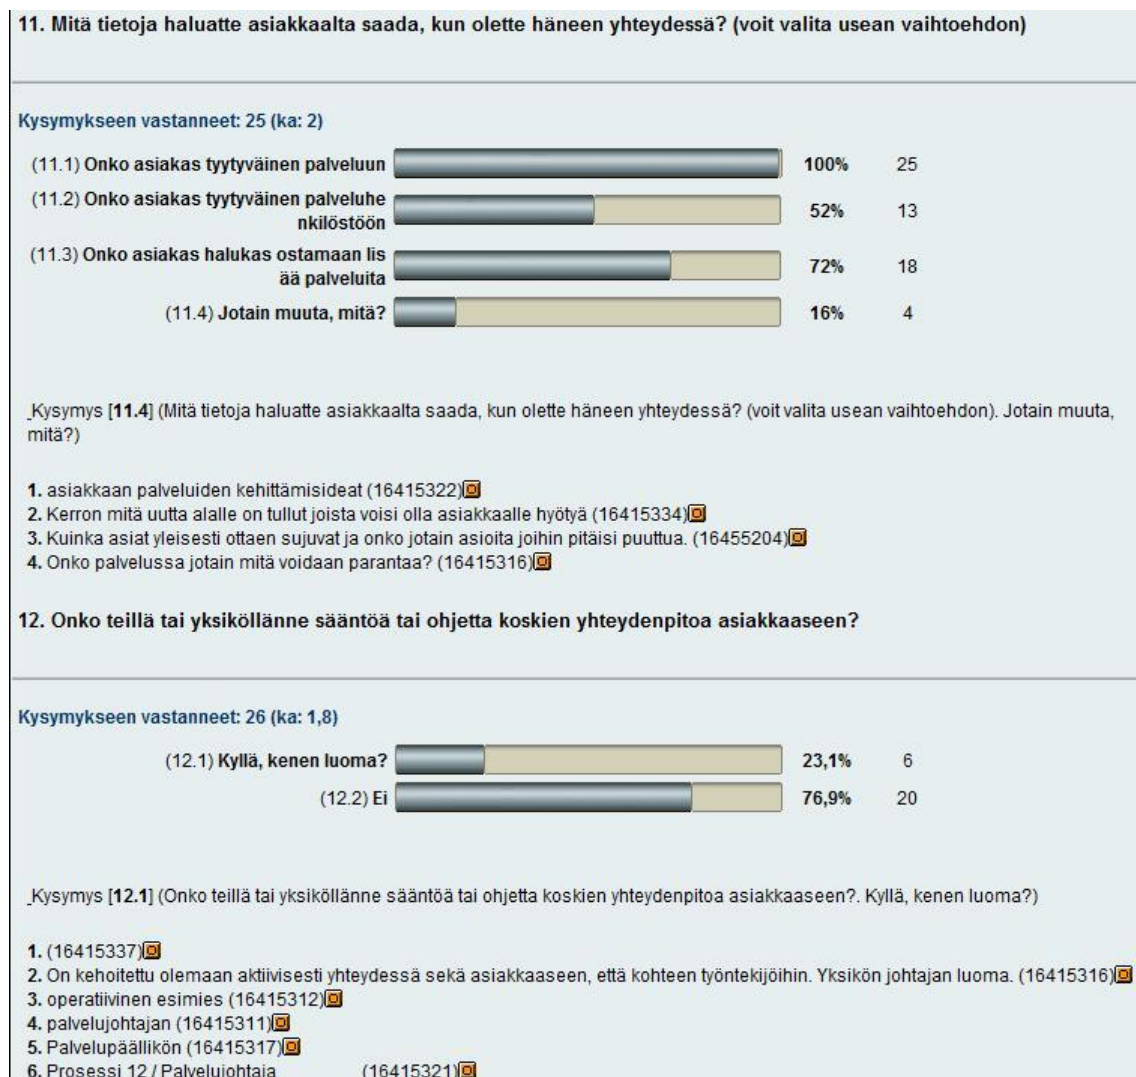 11. Mitä tietoja haluatte asiakkaalta saada, kun olette häneen yhteydessä? (voit valita usean vaihtoehdon)
Kysymykseen vastanneet: 25 (ka: 2)
(11.1) Onko asiakas tyytyväinen palveluun 100% 25
(11.2) Onko asiakas tyytyväinen palveluhe
nkilöstöön 52% 13
(11.3) Onko asiakas halukas ostamaan lis
ää palveluita 72% 18
(11.4) Jotain muuta, mitä? 16% 4
_Kysymys [11.4] (Mitä tietoja haluatte asiakkaalta saada, kun olette häneen yhteydessä? (voit valita usean vaihtoehdon). Jotain muuta,
mitä?)
1. asiakkaan palveluiden kehittämisideat (16415322)
2. Kerron mitä uutta alalle on tullut joista voisi olla asiakkaalle hyötyä (16415334)
3. Kuinka asiat yleisesti ottaen sujuvat ja onko jotain asioita joihin pitäisi puuttua. (16455204)
4. Onko palvelussa jotain mitä voidaan parantaa? (16415316)
12. Onko teillä tai yksiköllänne sääntöä tai ohjetta koskien yhteydenpitoa asiakkaaseen?
Kysymykseen vastanneet: 26 (ka: 1,8)
(12.1) Kyllä, kenen luoma? 23,1% 6
(12.2) Ei 76,9% 20
_Kysymys [12.1] (Onko teillä tai yksiköllänne sääntöä tai ohjetta koskien yhteydenpitoa asiakkaaseen?. Kyllä, kenen luoma?)
1. (16415337)
2. On kehoitettu olemaan aktiivisesti yhteydessä sekä asiakkaaseen, että kohteen työntekijöihin. Yksikön johtajan luoma. (16415316)
3. operatiivinen esimies (16415312)
4. palvelujohtajan (16415311)
5. Palvelupäällikön (16415317)
6. Prosessi 12 / Palvelujohtaja (16415321)